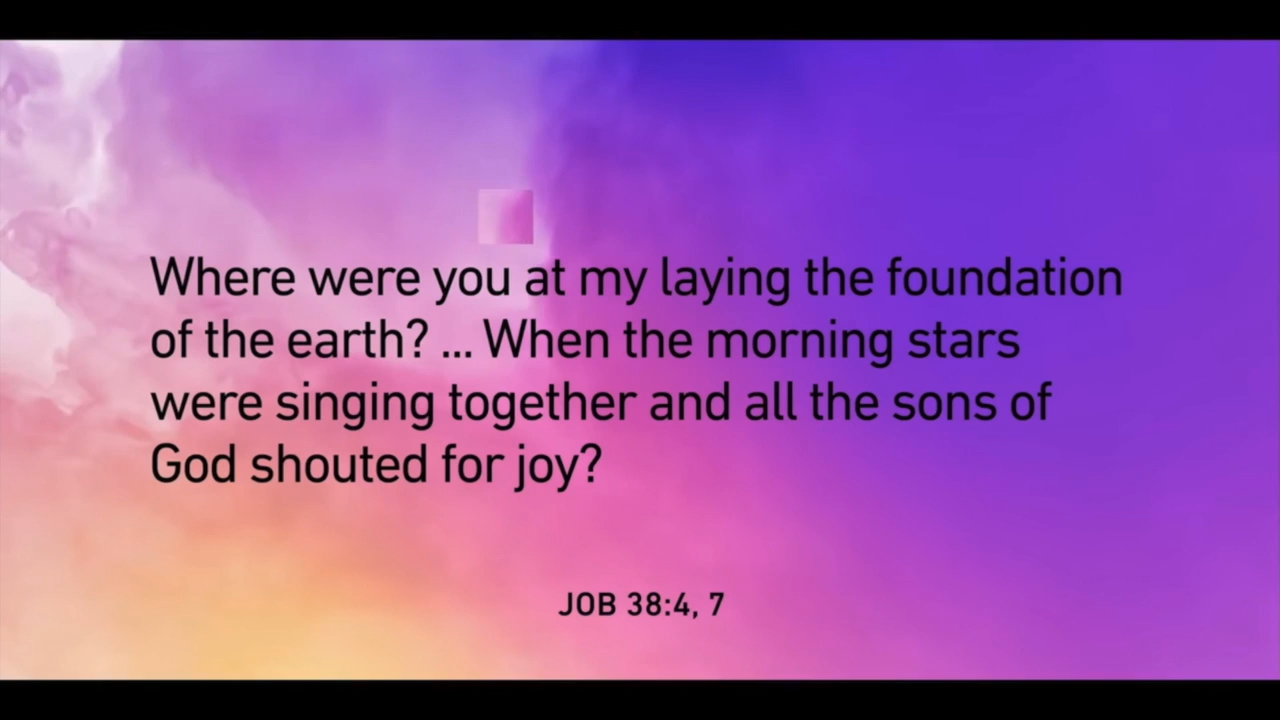 Where were you at my laying the foundation
of the earth? ... When the morning stars
were singing together and all the sons of
God shouted for joy?
JOB 38:4, 7